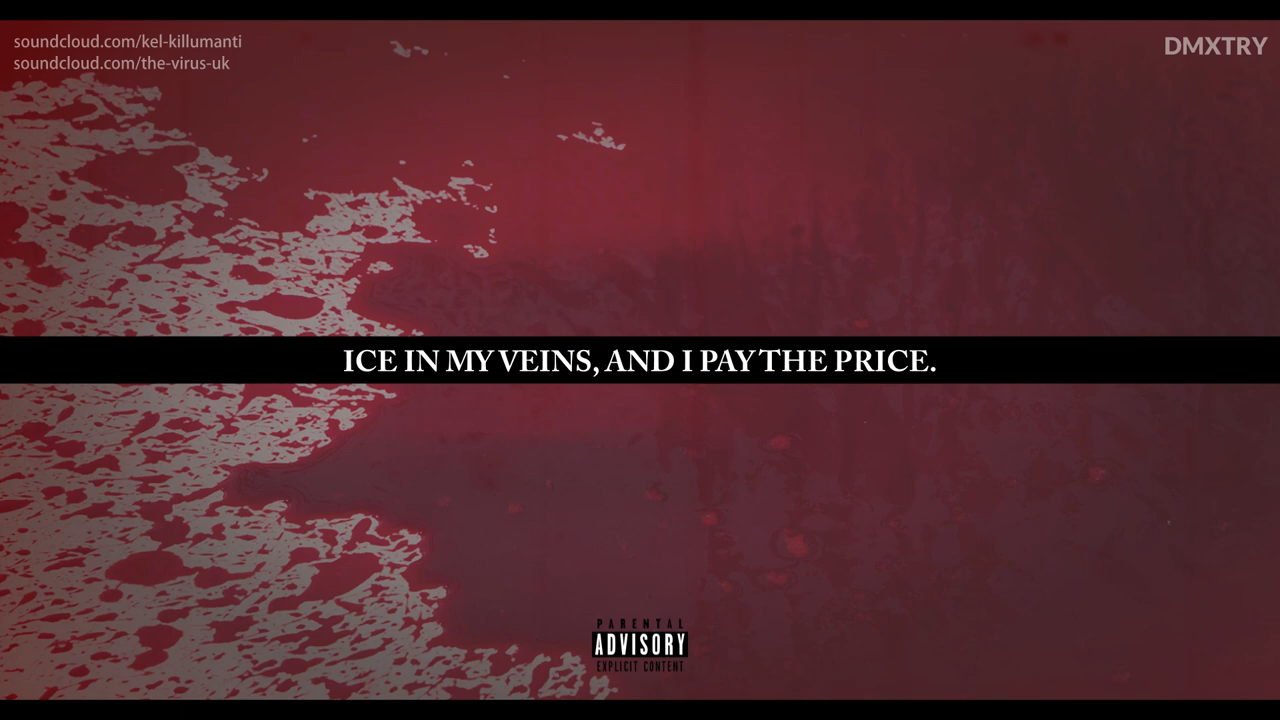 soundcloud.com/kel-killumanti
soundcloud.com/the-virus-uk
DMXTRY
ICE IN MY VEINS, AND I PAY THE PRICE.
PARENTAL
ADVISORY
EXPLICIT CONTENT